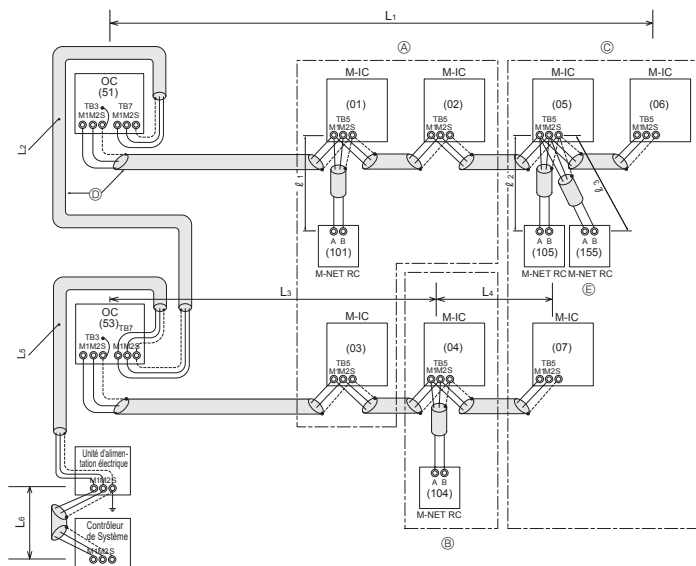 L1
Ⓐ
Ⓒ
OC
(51)
TB3 TB7
M1M2S M1M2S
M-IC
(01)
TB5
M1M2S
M-IC
(02)
TB5
M1M2S
M-IC
(05)
TB5
M1M2S
M-IC
(06)
TB5
M1M2S
L2
Ⓓ
ℓ1
ℓ2
ℓ3
A B
(101)
M-NET RC
A B
(105)
M-NET RC
A B
(155)
M-NET RC
Ⓔ
L3
L4
OC
(53)
TB3 TB7
M1M2S M1M2S
M-IC
(03)
TB5
M1M2S
M-IC
(04)
TB5
M1M2S
M-IC
(07)
TB5
M1M2S
L5
A B
(104)
M-NET RC
Ⓑ
Unité d'alimen-
tation électrique
M1M2S
L6
Contrôleur
de Système
M1M2S